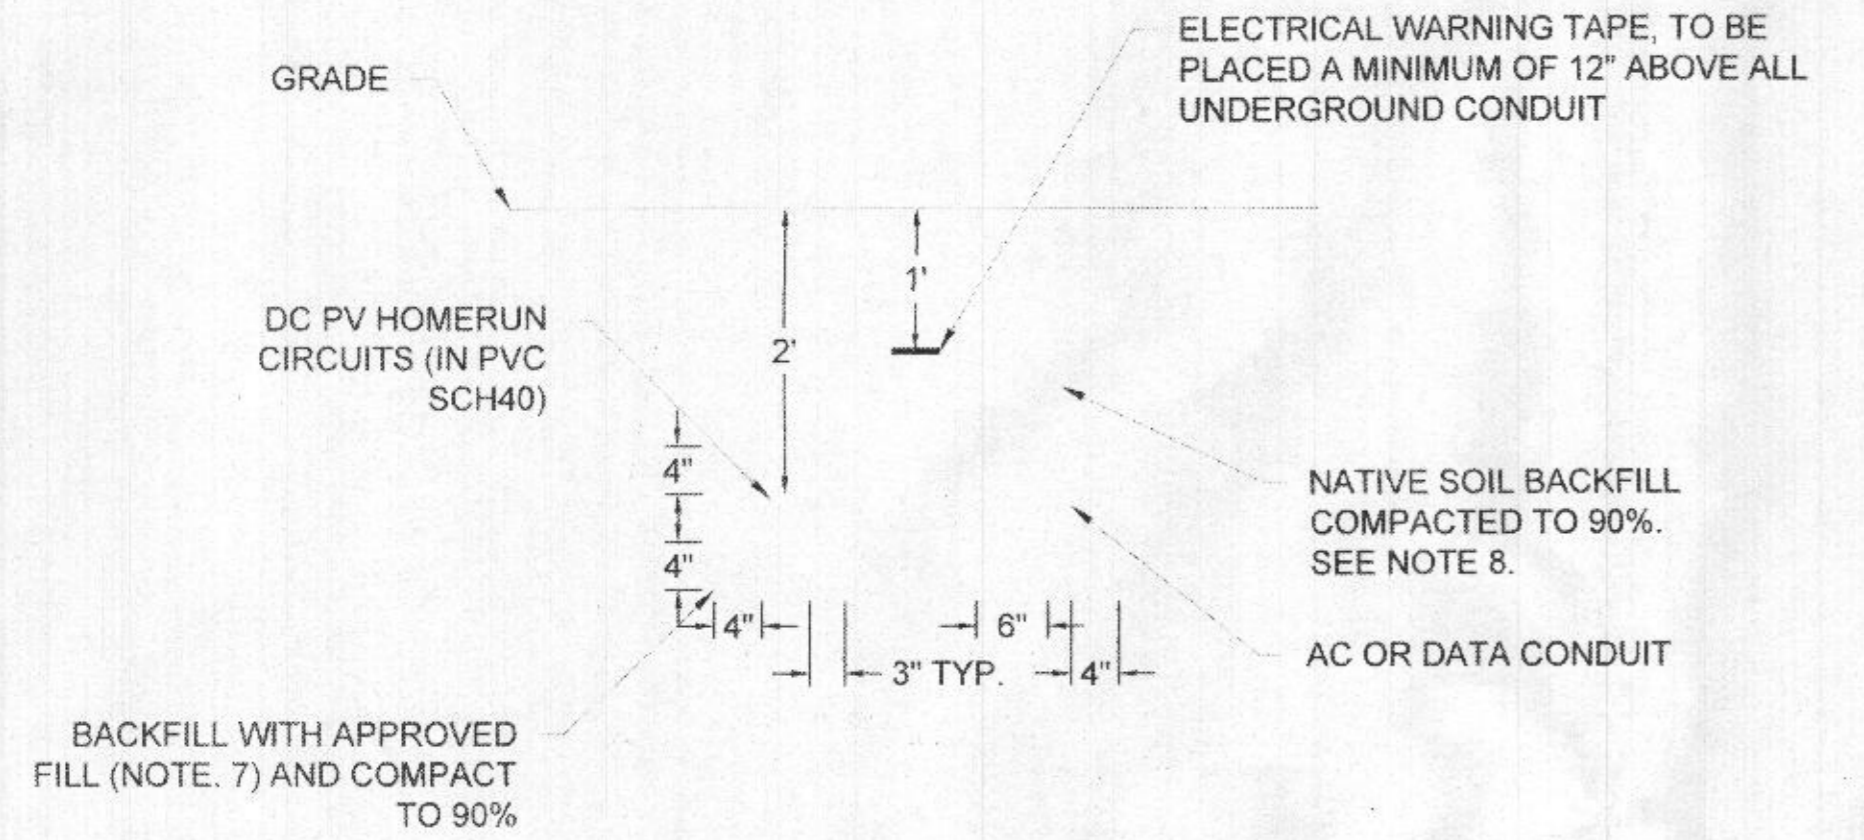 ELECTRICAL WARNING TAPE, TO BE
PLACED A MINIMUM OF 12" ABOVE ALL
UNDERGROUND CONDUIT
GRADE
1'
DC PV HOMERUN
CIRCUITS (IN PVC
SCH40)
2'
4"
4"
NATIVE SOIL BACKFILL
COMPACTED TO 90%.
SEE NOTE 8.
4"
6"
3" TYP.
4"
AC OR DATA CONDUIT
BACKFILL WITH APPROVED
FILL (NOTE. 7) AND COMPACT
TO 90%